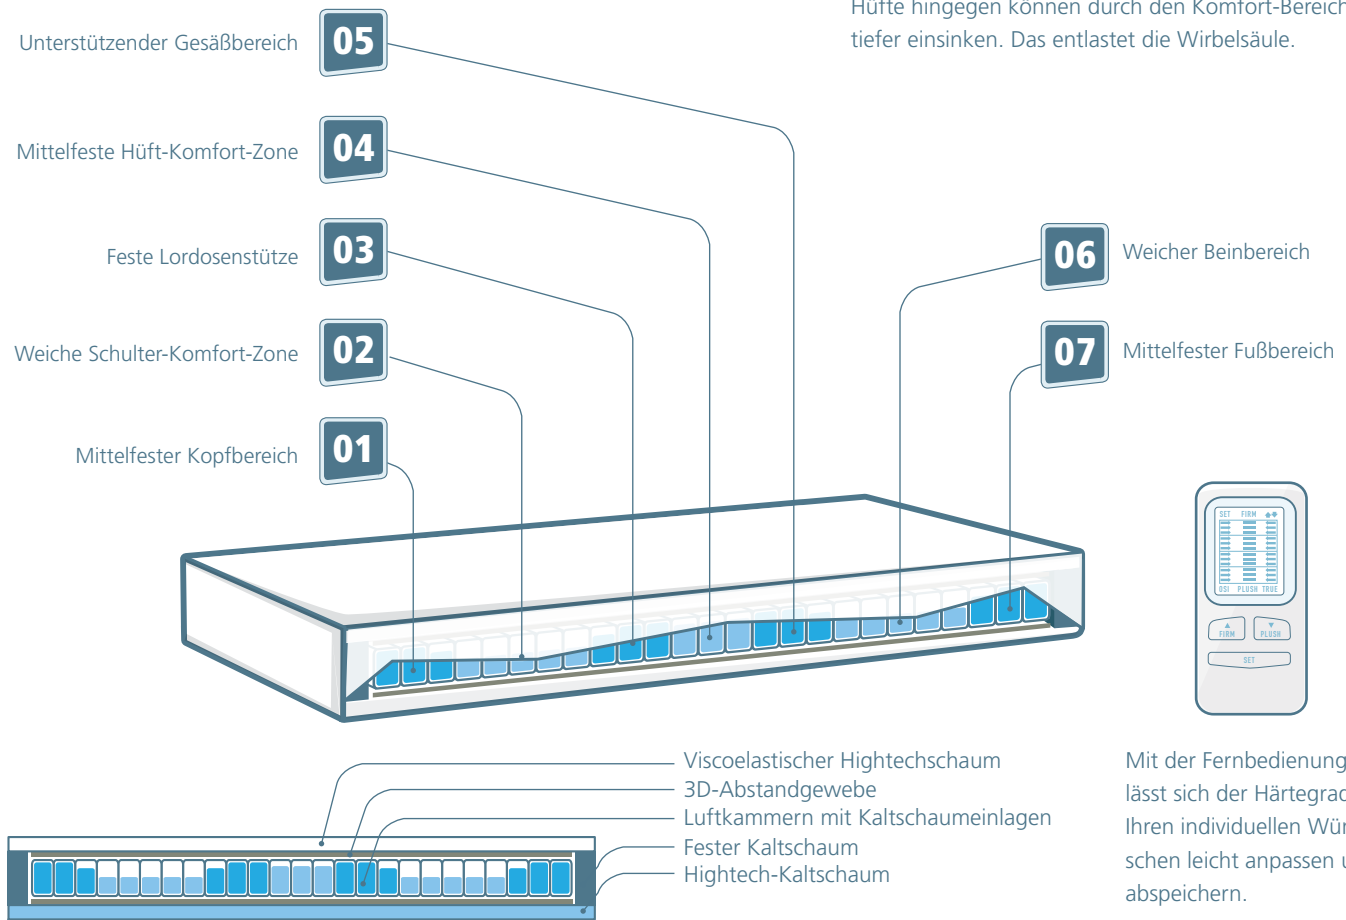 Hüfte hingegen können durch den Komfort-Bereich
tiefer einsinken. Das entlastet die Wirbelsäule.
Unterstützender Gesäßbereich
05
Mittelfeste Hüft-Komfort-Zone
04
Feste Lordosenstütze
03
Weiche Schulter-Komfort-Zone
02
Mittelfester Kopfbereich
01
06
Weicher Beinbereich
07
Mittelfester Fußbereich
SET FIRM
DSI PLUSH TRUE
FIRM PLUSH
SET
Viscoelastischer Hightechschaum
3D-Abstandgewebe
Luftkammern mit Kaltschaumeinlagen
Fester Kaltschaum
Hightech-Kaltschaum
Mit der Fernbedienung
lässt sich der Härtegrad
Ihren individuellen Wün
schen leicht anpassen u
abspeichern.